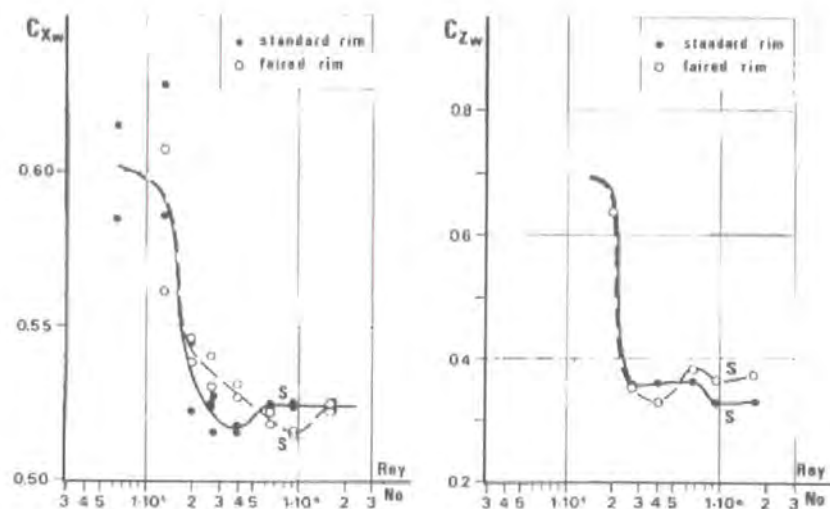 C_Xw
• standard rim
○ faired rim
0.60
0.55
0.50
S
S
Rey
No
3 4 5 1·10⁵ 2 3 4 5 1·10⁶ 2 3
C_Zw
• standard rim
○ faired rim
0.8
0.6
0.4
0.2
S
S
Rey
No
3 4 5 1·10⁵ 2 3 4 5 1·10⁶ 2 3